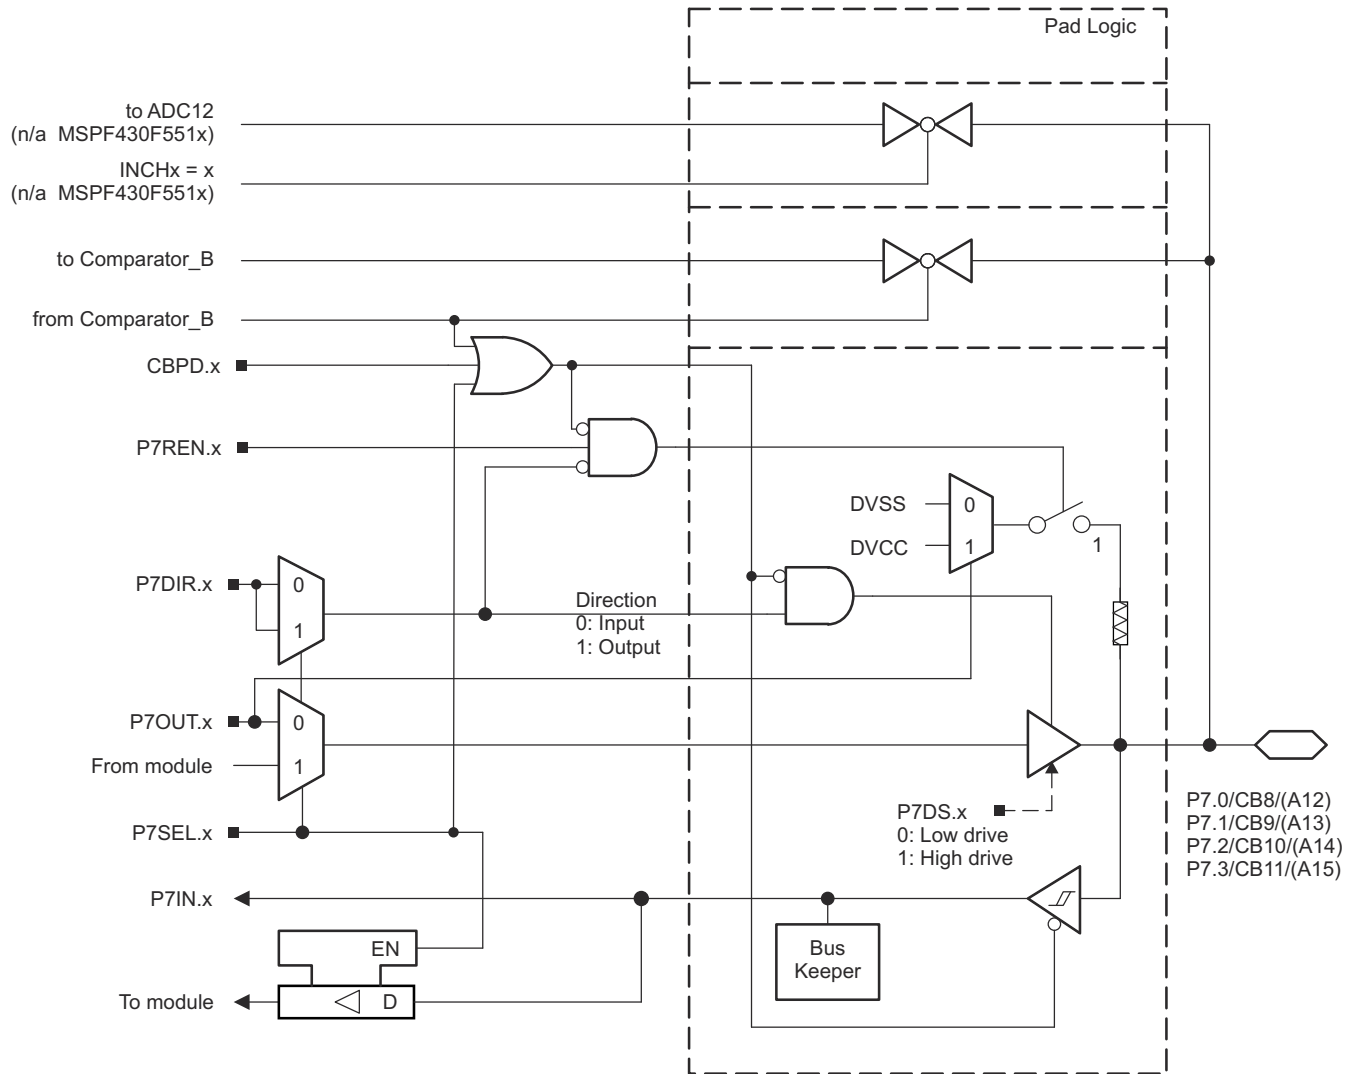 Pad Logic
to ADC12
(n/a MSPF430F551x)
INCHx = x
(n/a MSPF430F551x)
to Comparator_B
from Comparator_B
CBPD.x
P7REN.x
DVSS
0
DVCC
1
1
P7DIR.x
0
1
Direction
0: Input
1: Output
P7OUT.x
0
From module
1
P7DS.x
0: Low drive
1: High drive
P7.0/CB8/(A12)
P7.1/CB9/(A13)
P7.2/CB10/(A14)
P7.3/CB11/(A15)
P7SEL.x
P7IN.x
EN
Bus
Keeper
To module
D